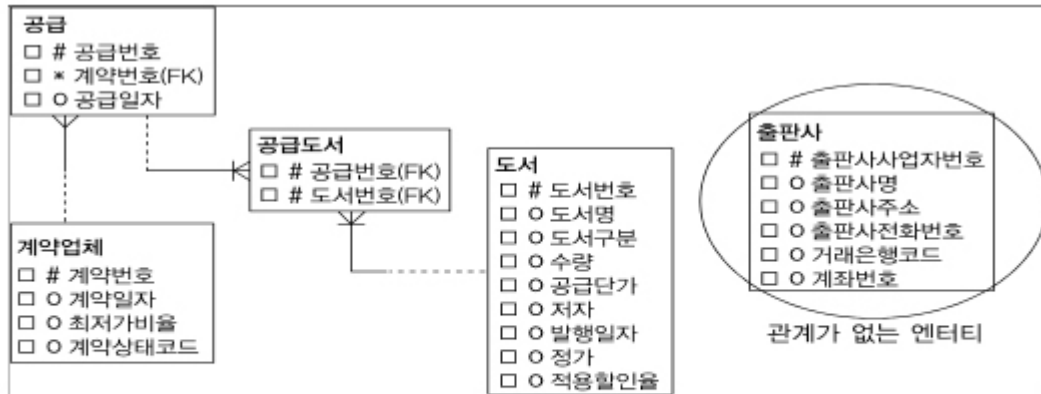 공급
□ # 공급번호
□ * 계약번호(FK)
□ O 공급일자
공급도서
□ # 공급번호(FK)
□ # 도서번호(FK)
계약업체
□ # 계약번호
□ O 계약일자
□ O 최저가비율
□ O 계약상태코드
도서
□ # 도서번호
□ O 도서명
□ O 도서구분
□ O 수량
□ O 공급단가
□ O 저자
□ O 발행일자
□ O 정가
□ O 적용할인율
출판사
□ # 출판사사업자번호
□ O 출판사명
□ O 출판사주소
□ O 출판사전화번호
□ O 거래은행코드
□ O 계좌번호
관계가 없는 엔터티